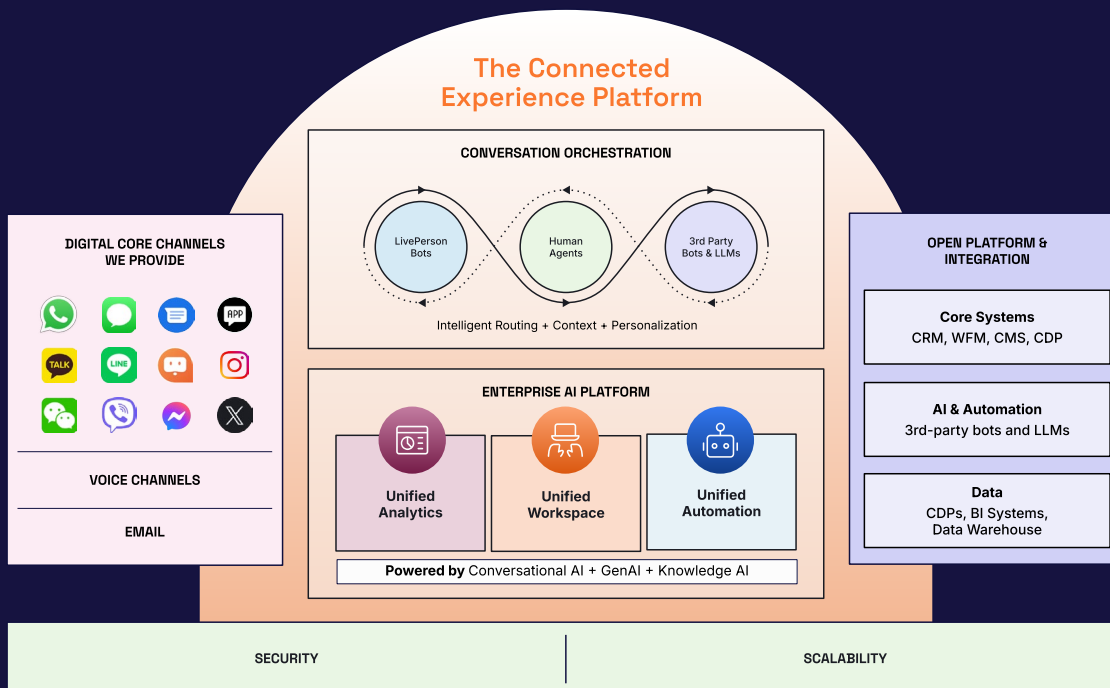 The Connected
Experience Platform
CONVERSATION ORCHESTRATION
LivePerson
Bots
Human
Agents
3rd Party
Bots & LLMs
Intelligent Routing + Context + Personalization
DIGITAL CORE CHANNELS
WE PROVIDE
APP
TALK
LINE
VOICE CHANNELS
EMAIL
ENTERPRISE AI PLATFORM
Unified
Analytics
Unified
Workspace
Unified
Automation
Powered by Conversational AI + GenAI + Knowledge AI
OPEN PLATFORM &
INTEGRATION
Core Systems
CRM, WFM, CMS, CDP
AI & Automation
3rd-party bots and LLMs
Data
CDPs, BI Systems,
Data Warehouse
SECURITY
SCALABILITY